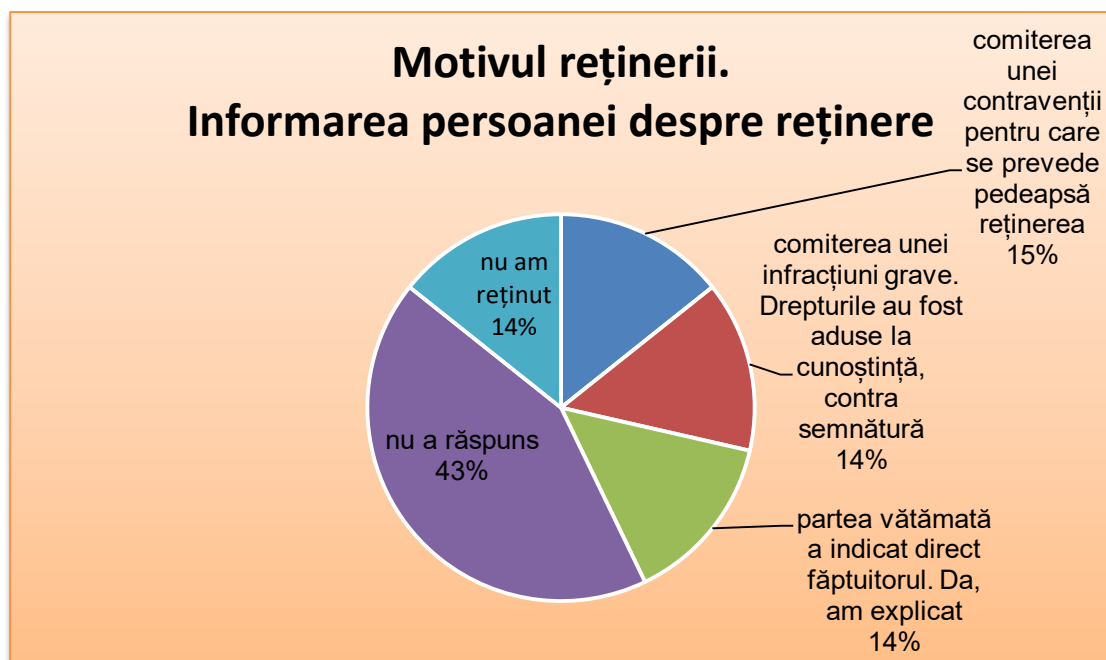 Motivul reținerii.
Informarea persoanei despre reținere
comiterea
unei
contravenții
pentru care
se prevede
pedeapsă
reținerea
15%
comiterea unei
infracțiuni grave.
Drepturile au fost
aduse la
cunoștință,
contra
semnătură
14%
partea vătămată
a indicat direct
făptuitorul. Da,
am explicat
14%
nu a răspuns
43%
nu am
reținut
14%